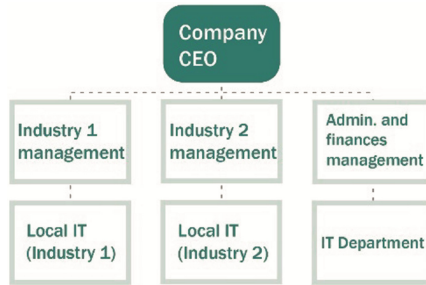 Company
CEO
Industry 1
management
Industry 2
management
Admin. and
finances
management
Local IT
(Industry 1)
Local IT
(Industry 2)
IT Department